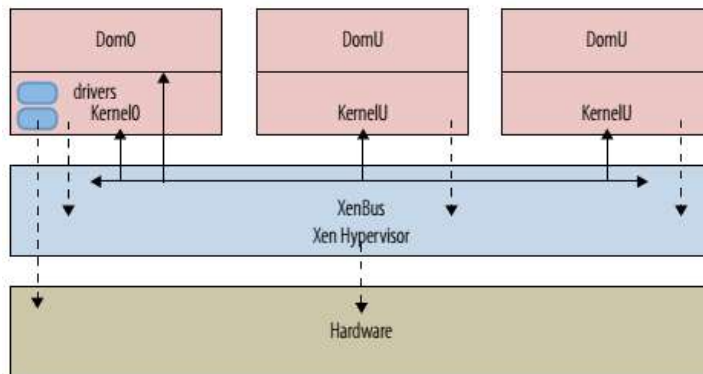 Dom0
DomU
DomU
drivers
Kernel0
KernelU
KernelU
XenBus
Xen Hypervisor
Hardware